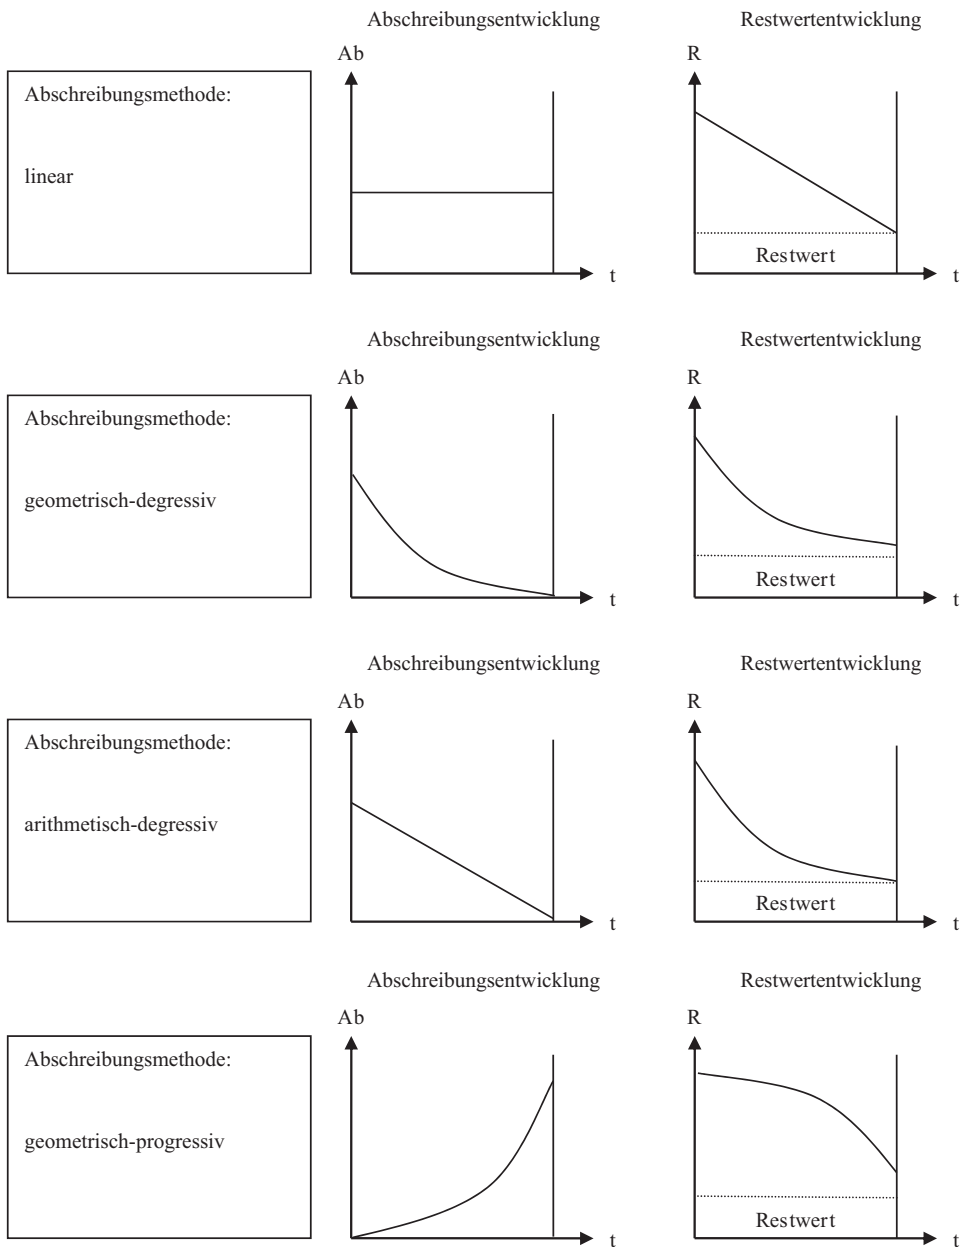 Abschreibungsentwicklung
Restwertentwicklung
Abschreibungsmethode:
linear
Ab
t
R
Restwert
t
Abschreibungsentwicklung
Restwertentwicklung
Abschreibungsmethode:
geometrisch-degressiv
Ab
t
R
Restwert
t
Abschreibungsentwicklung
Restwertentwicklung
Abschreibungsmethode:
arithmetisch-degressiv
Ab
t
R
Restwert
t
Abschreibungsentwicklung
Restwertentwicklung
Abschreibungsmethode:
geometrisch-progressiv
Ab
t
R
Restwert
t